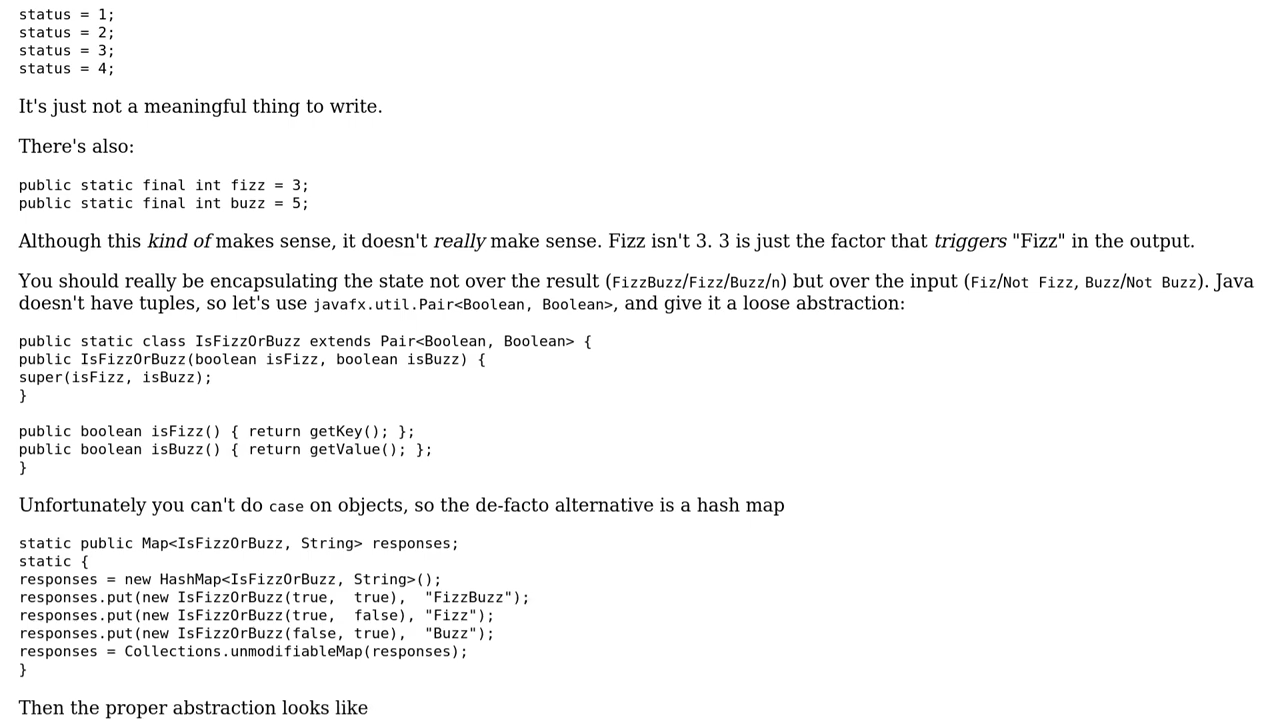 status = 1;
status = 2;
status = 3;
status = 4;
It's just not a meaningful thing to write.
There's also:
public static final int fizz = 3;
public static final int buzz = 5;
Although this kind of makes sense, it doesn't really make sense. Fizz isn't 3. 3 is just the factor that triggers "Fizz" in the output.
You should really be encapsulating the state not over the result (FizzBuzz/Fizz/Buzz/n) but over the input (Fiz/Not Fizz, Buzz/Not Buzz). Java
doesn't have tuples, so let's use javafx.util.Pair<Boolean, Boolean>, and give it a loose abstraction:
public static class IsFizzOrBuzz extends Pair<Boolean, Boolean> {
public IsFizzOrBuzz(boolean isFizz, boolean isBuzz) {
super(isFizz, isBuzz);
}
public boolean isFizz() { return getKey(); };
public boolean isBuzz() { return getValue(); };
}
Unfortunately you can't do case on objects, so the de-facto alternative is a hash map
static public Map<IsFizzOrBuzz, String> responses;
static {
responses = new HashMap<IsFizzOrBuzz, String>();
responses.put(new IsFizzOrBuzz(true,  true),  "FizzBuzz");
responses.put(new IsFizzOrBuzz(true,  false), "Fizz");
responses.put(new IsFizzOrBuzz(false, true),  "Buzz");
responses = Collections.unmodifiableMap(responses);
}
Then the proper abstraction looks like